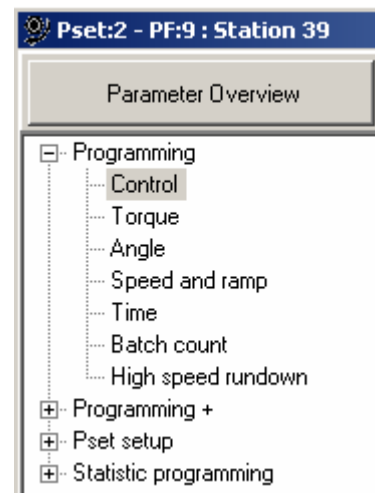 Pset:2 - PF:9 : Station 39
Parameter Overview
Programming
Control
Torque
Angle
Speed and ramp
Time
Batch count
High speed rundown
Programming +
Pset setup
Statistic programming